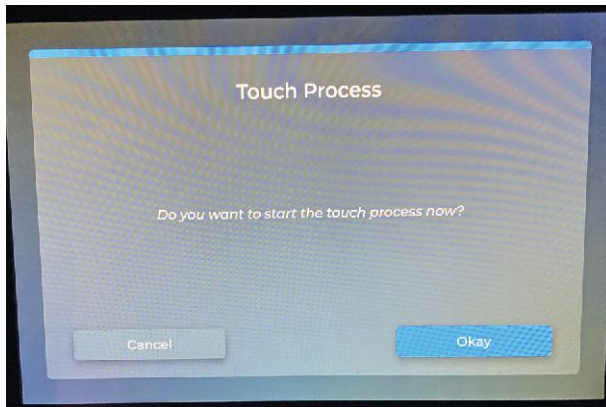 Touch Process
Do you want to start the touch process now?
Cancel
Okay